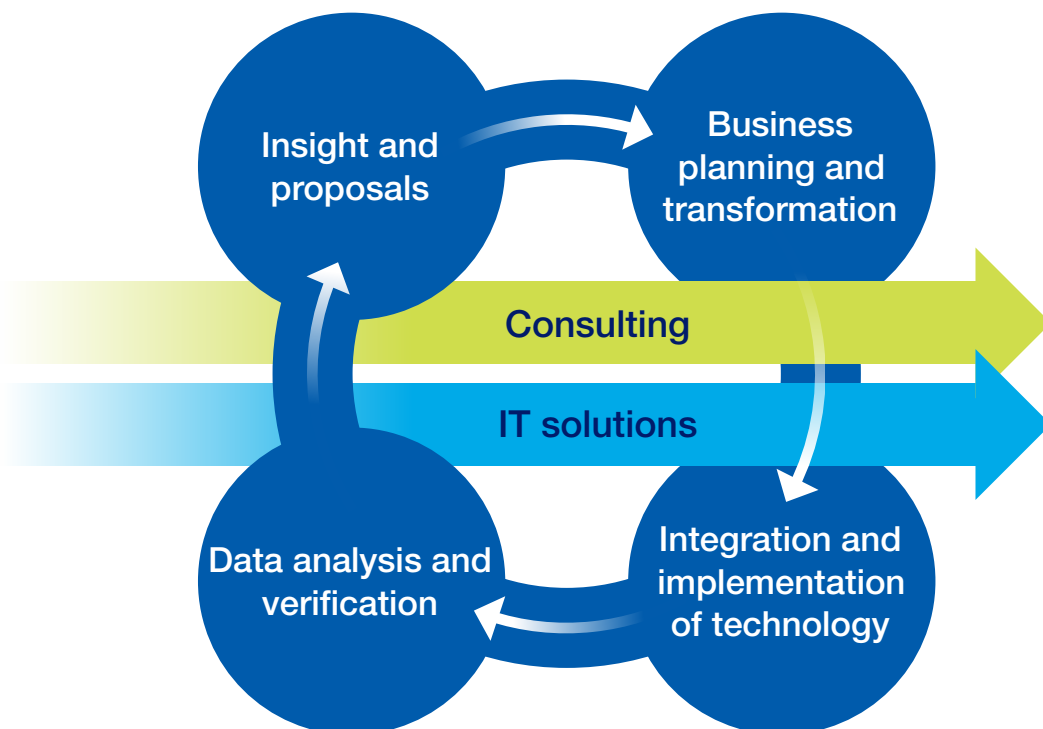 Insight and
proposals
Business
planning and
transformation
Consulting
IT solutions
Data analysis and
verification
Integration and
implementation
of technology